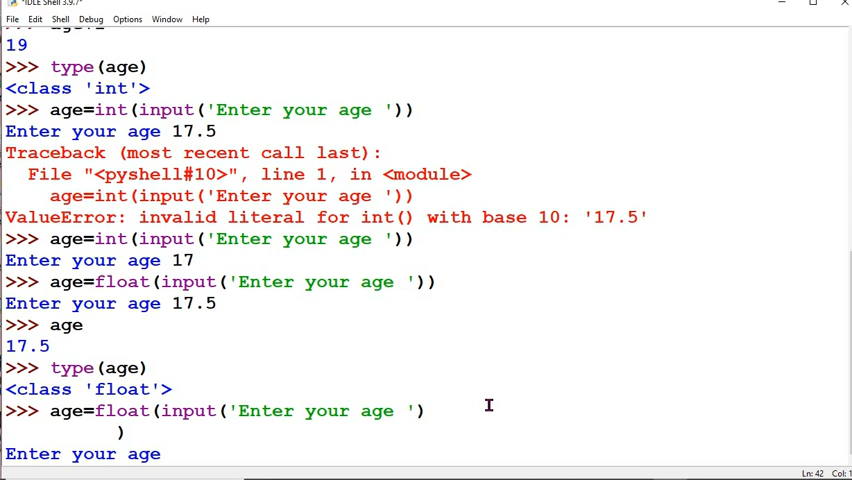 *IDLE Shell 3.9.7*
File Edit Shell Debug Options Window Help
19
>>> type(age)
<class 'int'>
>>> age=int(input('Enter your age '))
Enter your age 17.5
Traceback (most recent call last):
  File "<pyshell#10>", line 1, in <module>
    age=int(input('Enter your age '))
ValueError: invalid literal for int() with base 10: '17.5'
>>> age=int(input('Enter your age '))
Enter your age 17
>>> age=float(input('Enter your age '))
Enter your age 17.5
>>> age
17.5
>>> type(age)
<class 'float'>
>>> age=float(input('Enter your age ')
          )
Enter your age
Ln: 42 Col: 1